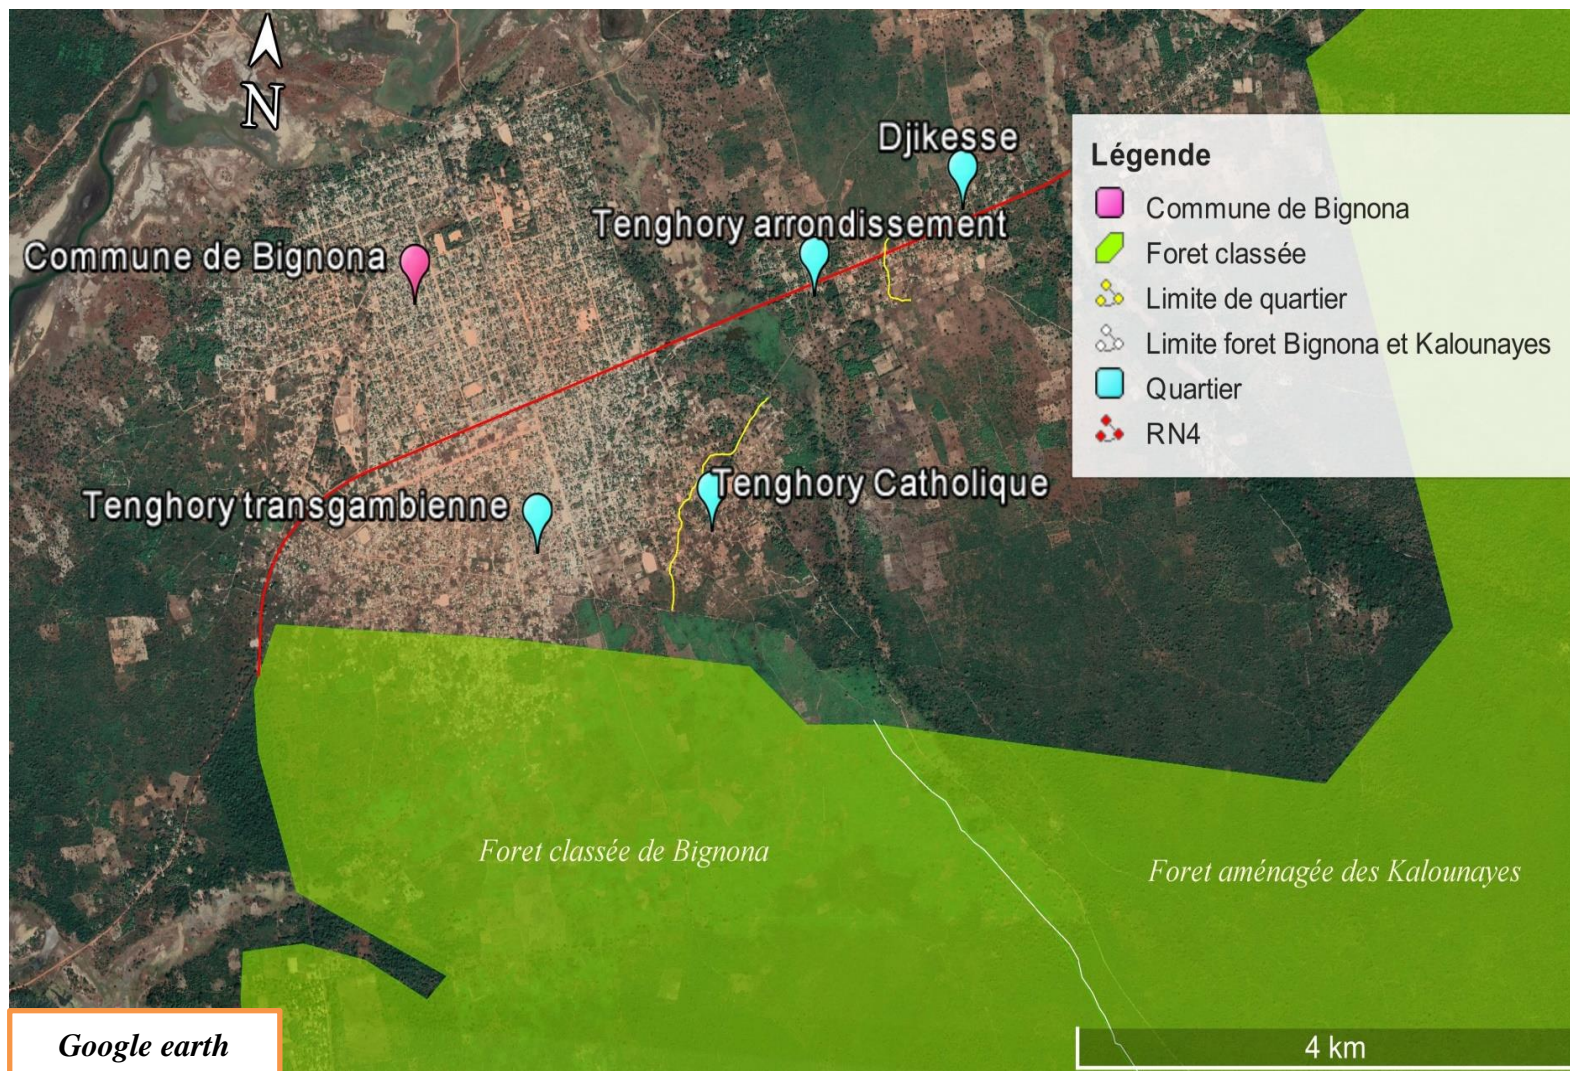 N
Djikesse
Tenghory arrondissement
Commune de Bignona
Légende
Commune de Bignona
Foret classée
Limite de quartier
Limite foret Bignona et Kalounayes
Quartier
RN4
Tenghory transgambienne
Tenghory Catholique
Foret classée de Bignona
Foret aménagée des Kalounayes
Google earth
4 km